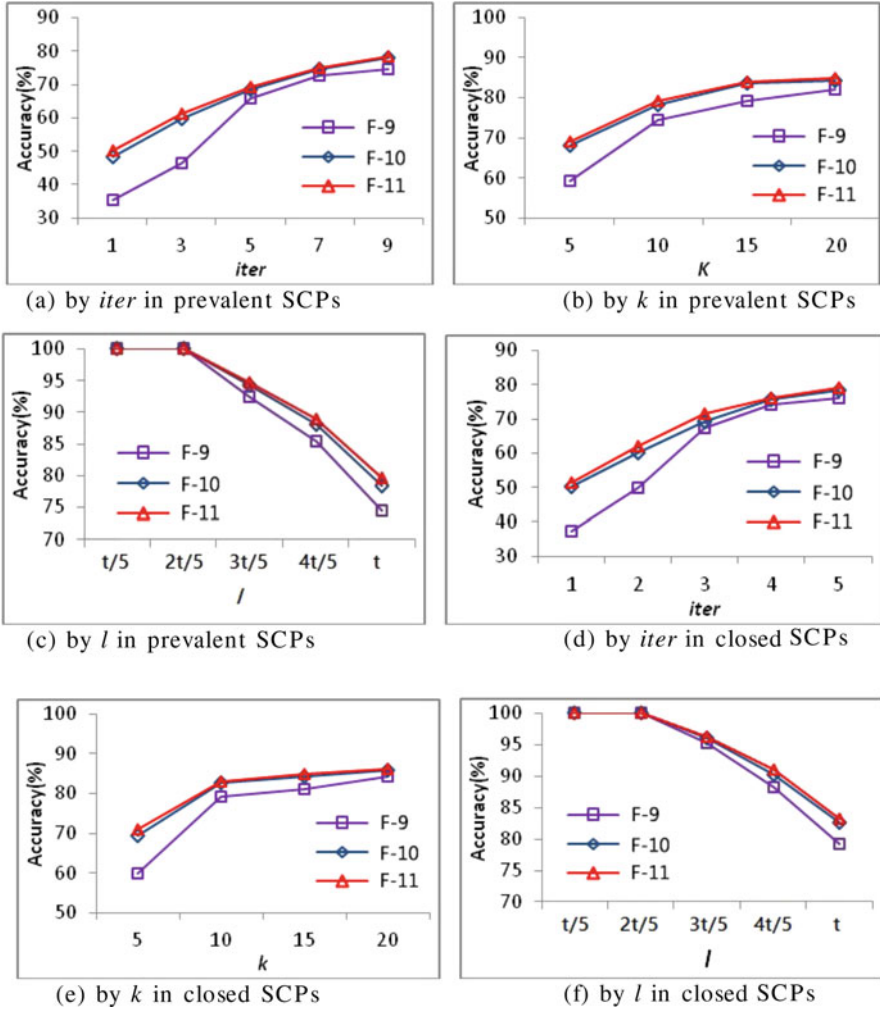 90
80
70
60
50
40
30
Accuracy(%)
F-9
F-10
F-11
1 3 5 7 9
iter
(a) by iter in prevalent SCPs
100
90
80
70
60
50
Accuracy(%)
F-9
F-10
F-11
5 10 15 20
K
(b) by k in prevalent SCPs
100
95
90
85
80
75
70
Accuracy(%)
F-9
F-10
F-11
t/5 2t/5 3t/5 4t/5 t
l
(c) by l in prevalent SCPs
90
80
70
60
50
40
30
Accuracy(%)
F-9
F-10
F-11
1 2 3 4 5
iter
(d) by iter in closed SCPs
100
90
80
70
60
50
Accuracy(%)
F-9
F-10
F-11
5 10 15 20
k
(e) by k in closed SCPs
100
95
90
85
80
75
70
Accuracy(%)
F-9
F-10
F-11
t/5 2t/5 3t/5 4t/5 t
l
(f) by l in closed SCPs